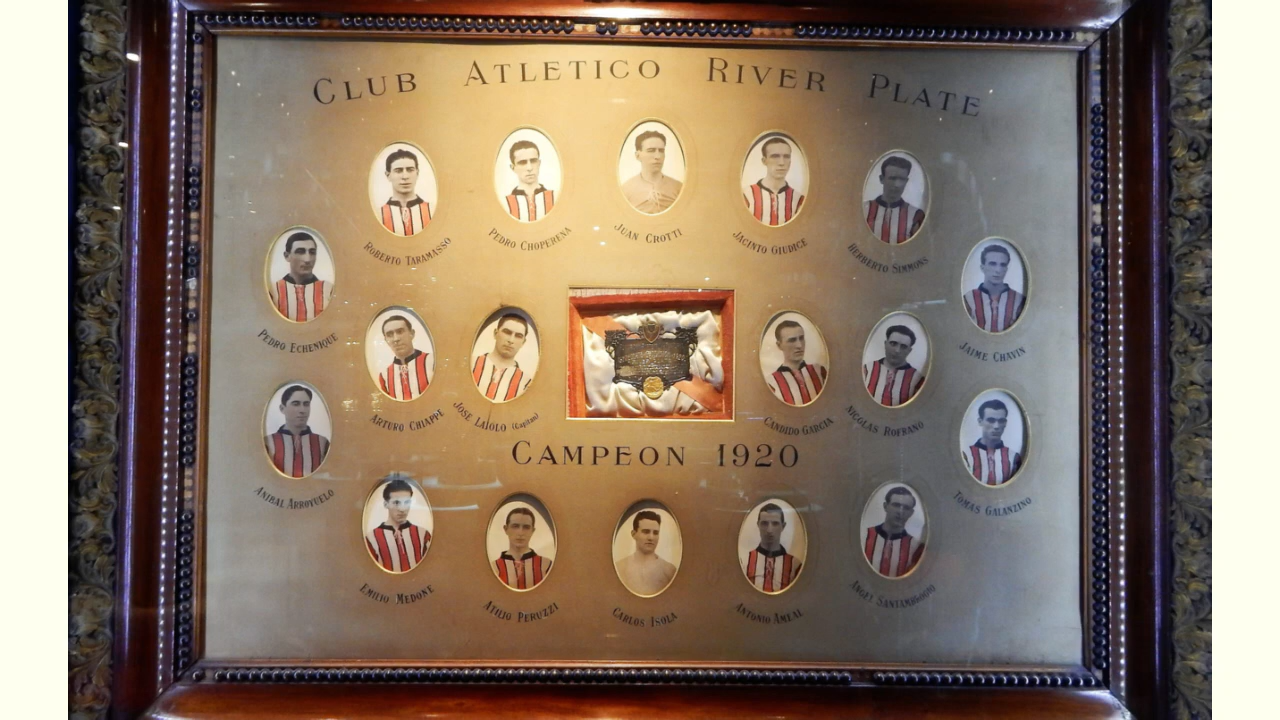 CLUB ATLETICO RIVER PLATE
ROBERTO TARAMASSO
PEDRO CHOPERENA
JUAN CROTTI
JACINTO GIUDICE
HERBERTO SIMMONS
PEDRO ECHENIQUE
JAIME CHAVIN
ARTURO CHIAPPE
JOSE LAIOLO (Capitan)
CANDIDO GARCIA
NICOLAS ROFRANO
CAMPEON 1920
ANIBAL ARROYUELO
TOMAS GALANZINO
EMILIO MEDONE
ATILIO PERUZZI
CARLOS ISOLA
ANTONIO AMEAL